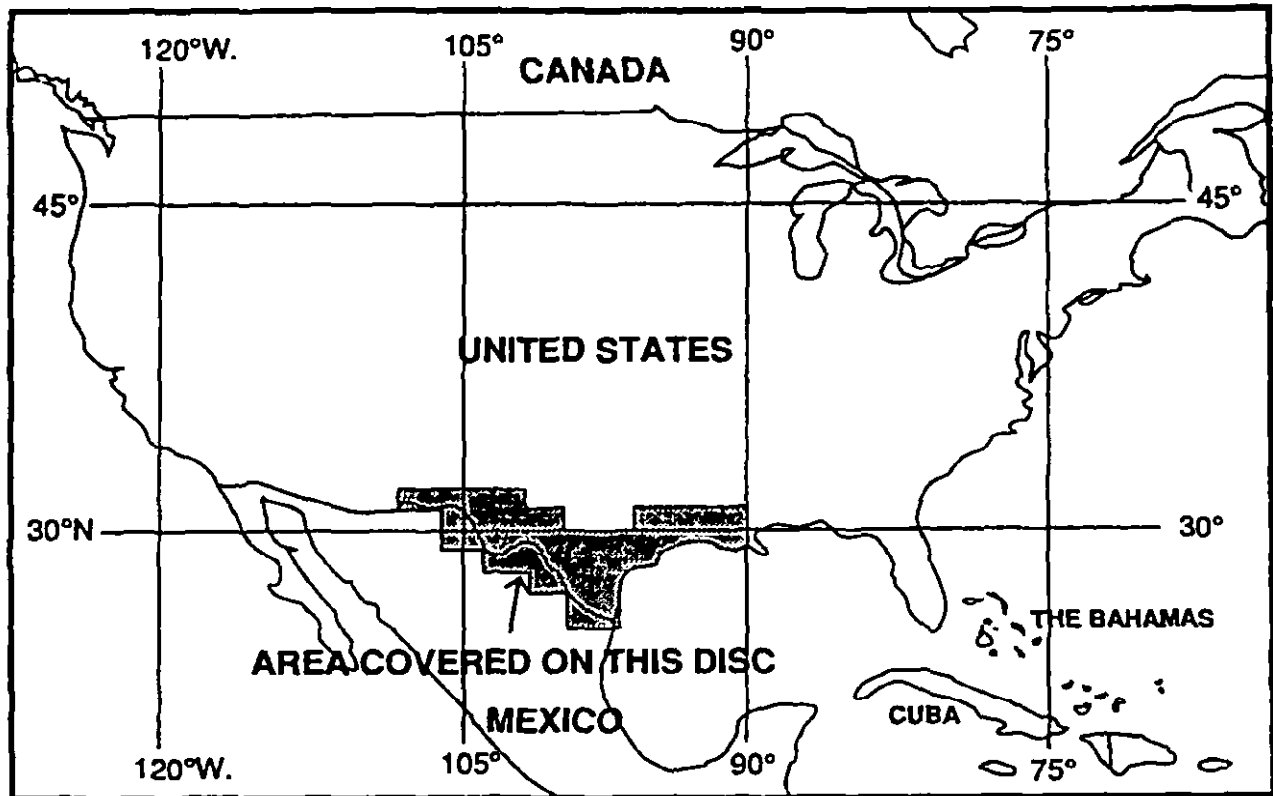 120°W.
105°
90°
75°
CANADA
45°
45°
UNITED STATES
30°N
30°
THE BAHAMAS
AREA COVERED ON THIS DISC
CUBA
MEXICO
120°W.
105°
90°
75°